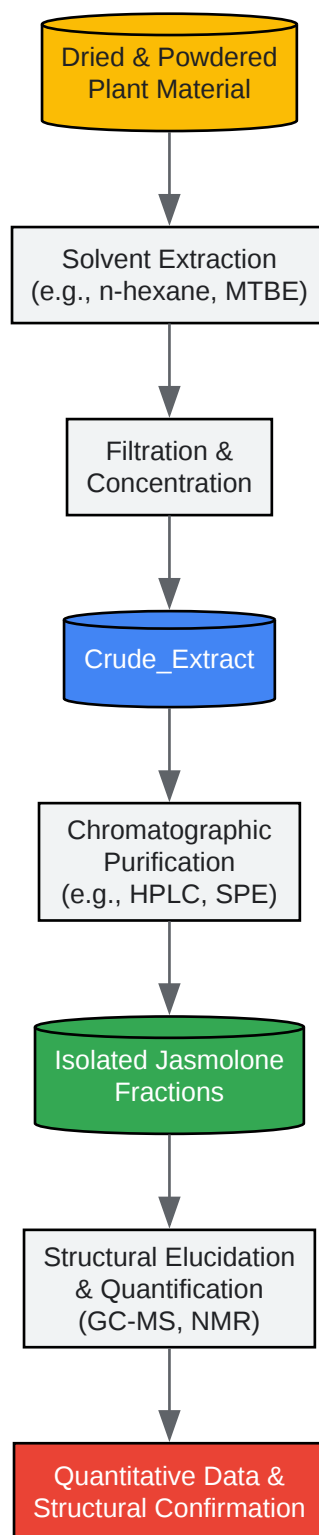 Dried & Powdered
Plant Material
Solvent Extraction
(e.g., n-hexane, MTBE)
Filtration &
Concentration
Crude_Extract
Chromatographic
Purification
(e.g., HPLC, SPE)
Isolated Jasmolone
Fractions
Structural Elucidation
& Quantification
(GC-MS, NMR)
Quantitative Data &
Structural Confirmation